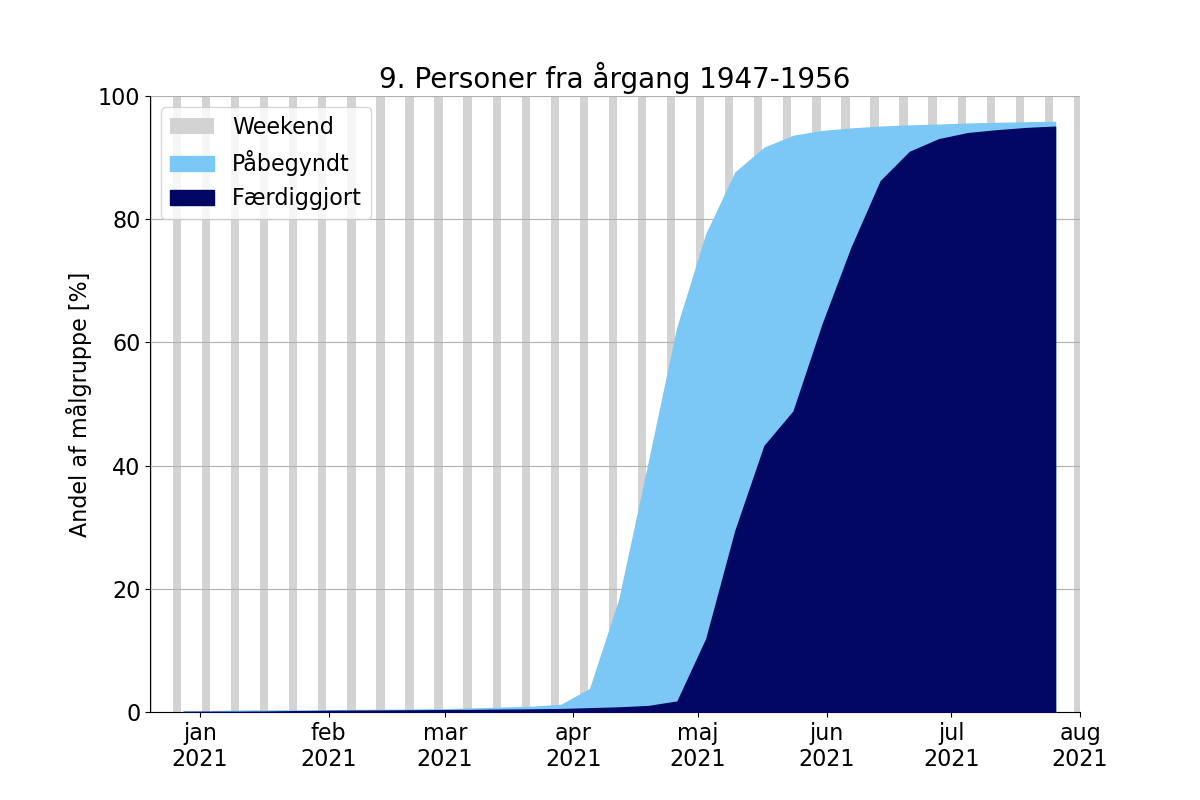 9. Personer fra årgang 1947-1956
Andel af målgruppe [%]
100
80
60
40
20
0
Weekend
Påbegyndt
Færdiggjort
jan feb mar apr maj jun jul aug
2021 2021 2021 2021 2021 2021 2021 2021